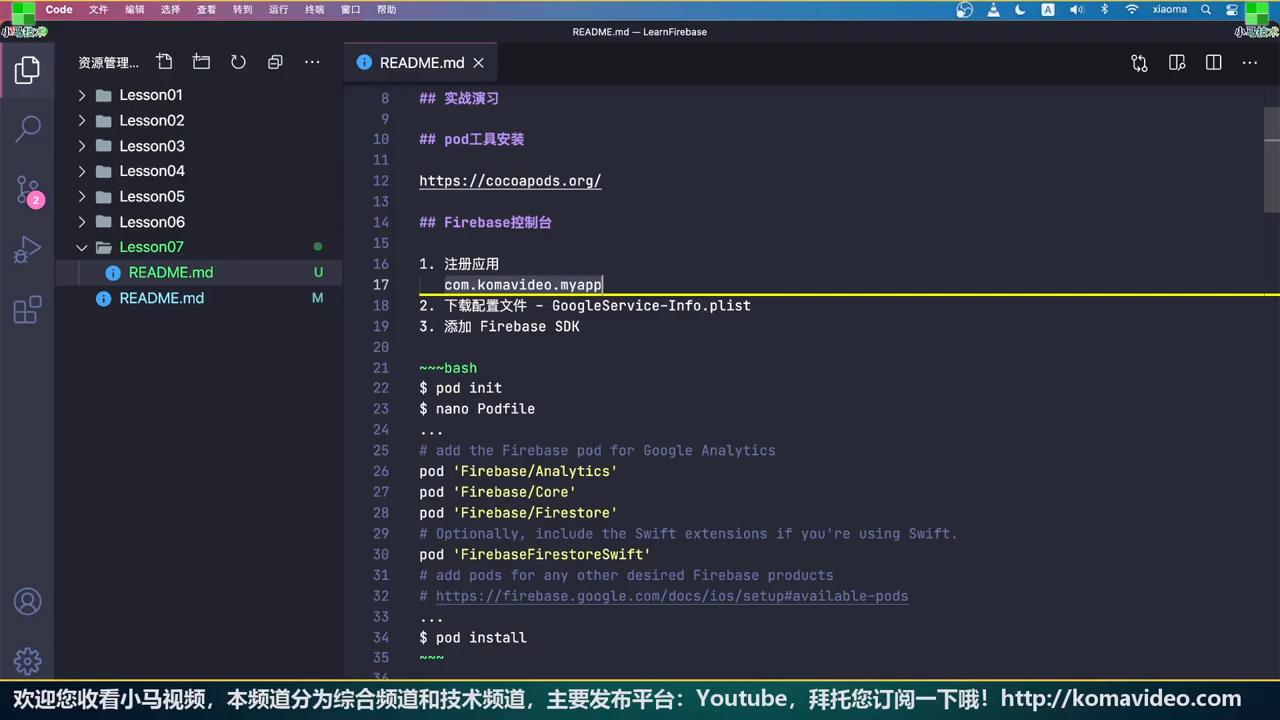 Code 文件 编辑 选择 查看 转到 运行 终端 窗口 帮助 A xiaoma
小马技术
小马技术
README.md — LearnFirebase
资源管理... README.md
Lesson01
Lesson02
Lesson03
Lesson04
Lesson05
Lesson06
Lesson07
README.md U
README.md M
2
8 ## 实战演习
9
10 ## pod工具安装
11
12 https://cocoapods.org/
13
14 ## Firebase控制台
15
16 1. 注册应用
17 com.komavideo.myapp
18 2. 下载配置文件 - GoogleService-Info.plist
19 3. 添加 Firebase SDK
20
21 ~~~bash
22 $ pod init
23 $ nano Podfile
24 ...
25 # add the Firebase pod for Google Analytics
26 pod 'Firebase/Analytics'
27 pod 'Firebase/Core'
28 pod 'Firebase/Firestore'
29 # Optionally, include the Swift extensions if you're using Swift.
30 pod 'FirebaseFirestoreSwift'
31 # add pods for any other desired Firebase products
32 # https://firebase.google.com/docs/ios/setup#available-pods
33 ...
34 $ pod install
35 ~~~
36
欢迎您收看小马视频，本频道分为综合频道和技术频道，主要发布平台：Youtube，拜托您订阅一下哦！http://komavideo.com